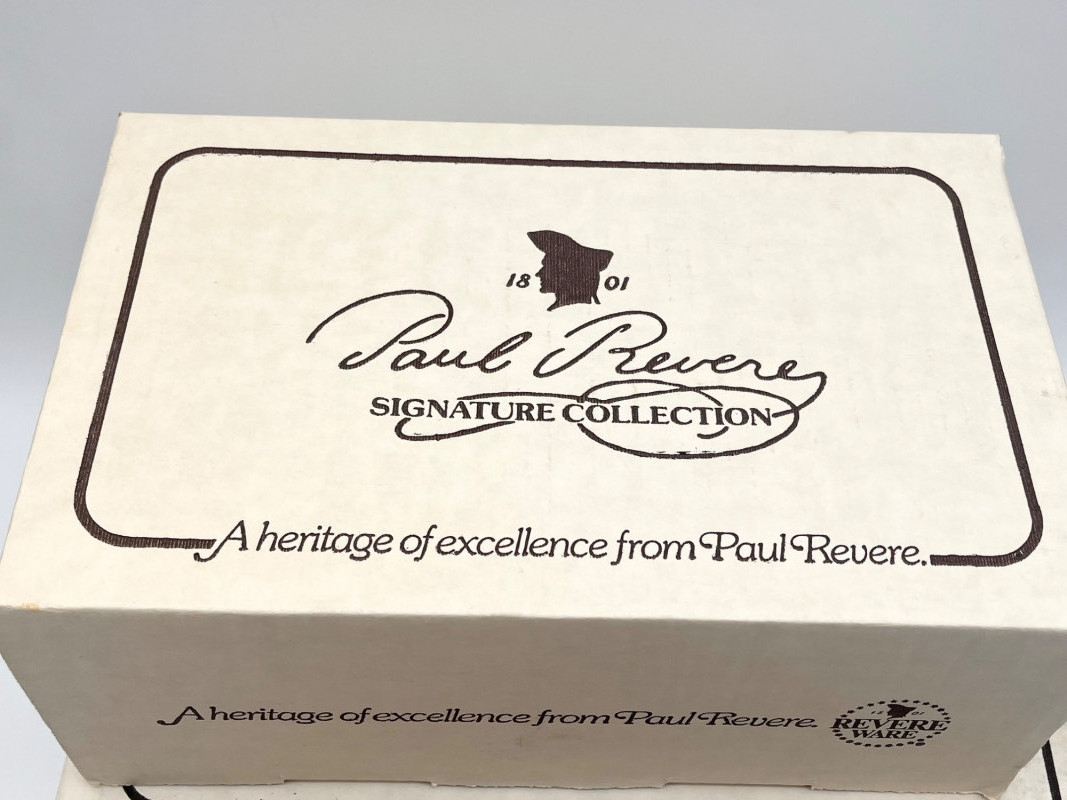 18 01
Paul Revere
SIGNATURE COLLECTION
A heritage of excellence from Paul Revere.
A heritage of excellence from Paul Revere.
REVERE
WARE